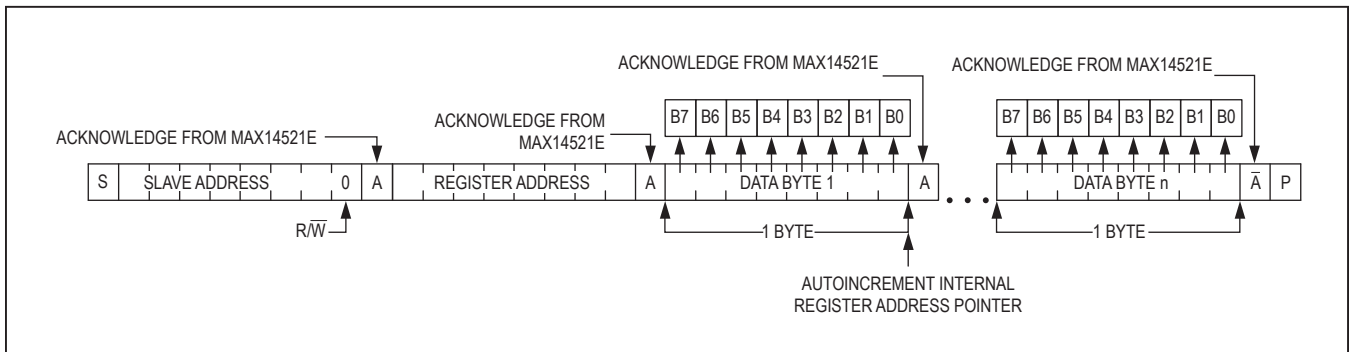 ACKNOWLEDGE FROM MAX14521E
ACKNOWLEDGE FROM MAX14521E
B7 B6 B5 B4 B3 B2 B1 B0
B7 B6 B5 B4 B3 B2 B1 B0
ACKNOWLEDGE FROM
MAX14521E
ACKNOWLEDGE FROM MAX14521E
S SLAVE ADDRESS 0 A REGISTER ADDRESS A DATA BYTE 1 A • • • DATA BYTE n A̅ P
R/W̅
1 BYTE
1 BYTE
AUTOINCREMENT INTERNAL
REGISTER ADDRESS POINTER